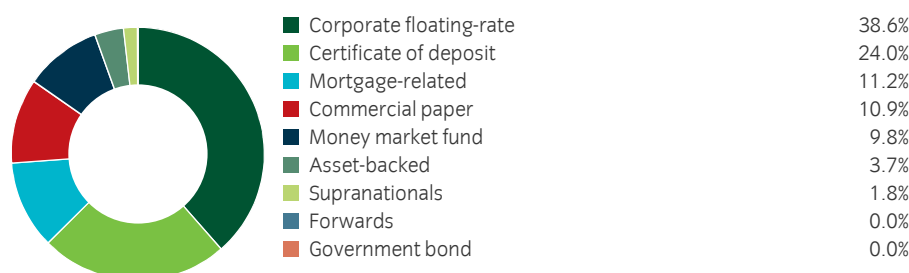 Corporate floating-rate 38.6%
Certificate of deposit 24.0%
Mortgage-related 11.2%
Commercial paper 10.9%
Money market fund 9.8%
Asset-backed 3.7%
Supranationals 1.8%
Forwards 0.0%
Government bond 0.0%